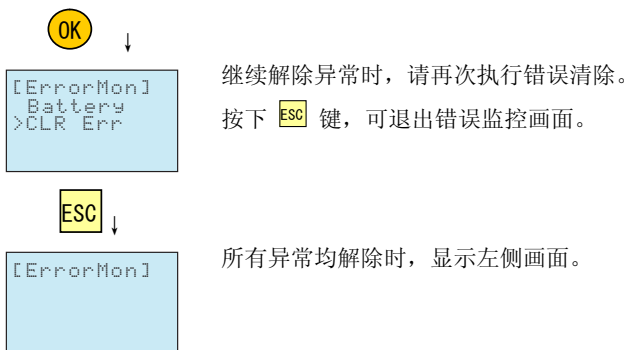 OK
↓
[ErrorMon]
Battery
>CLR Err
继续解除异常时，请再次执行错误清除。
按下 ESC 键，可退出错误监控画面。
ESC
↓
[ErrorMon]
所有异常均解除时，显示左侧画面。